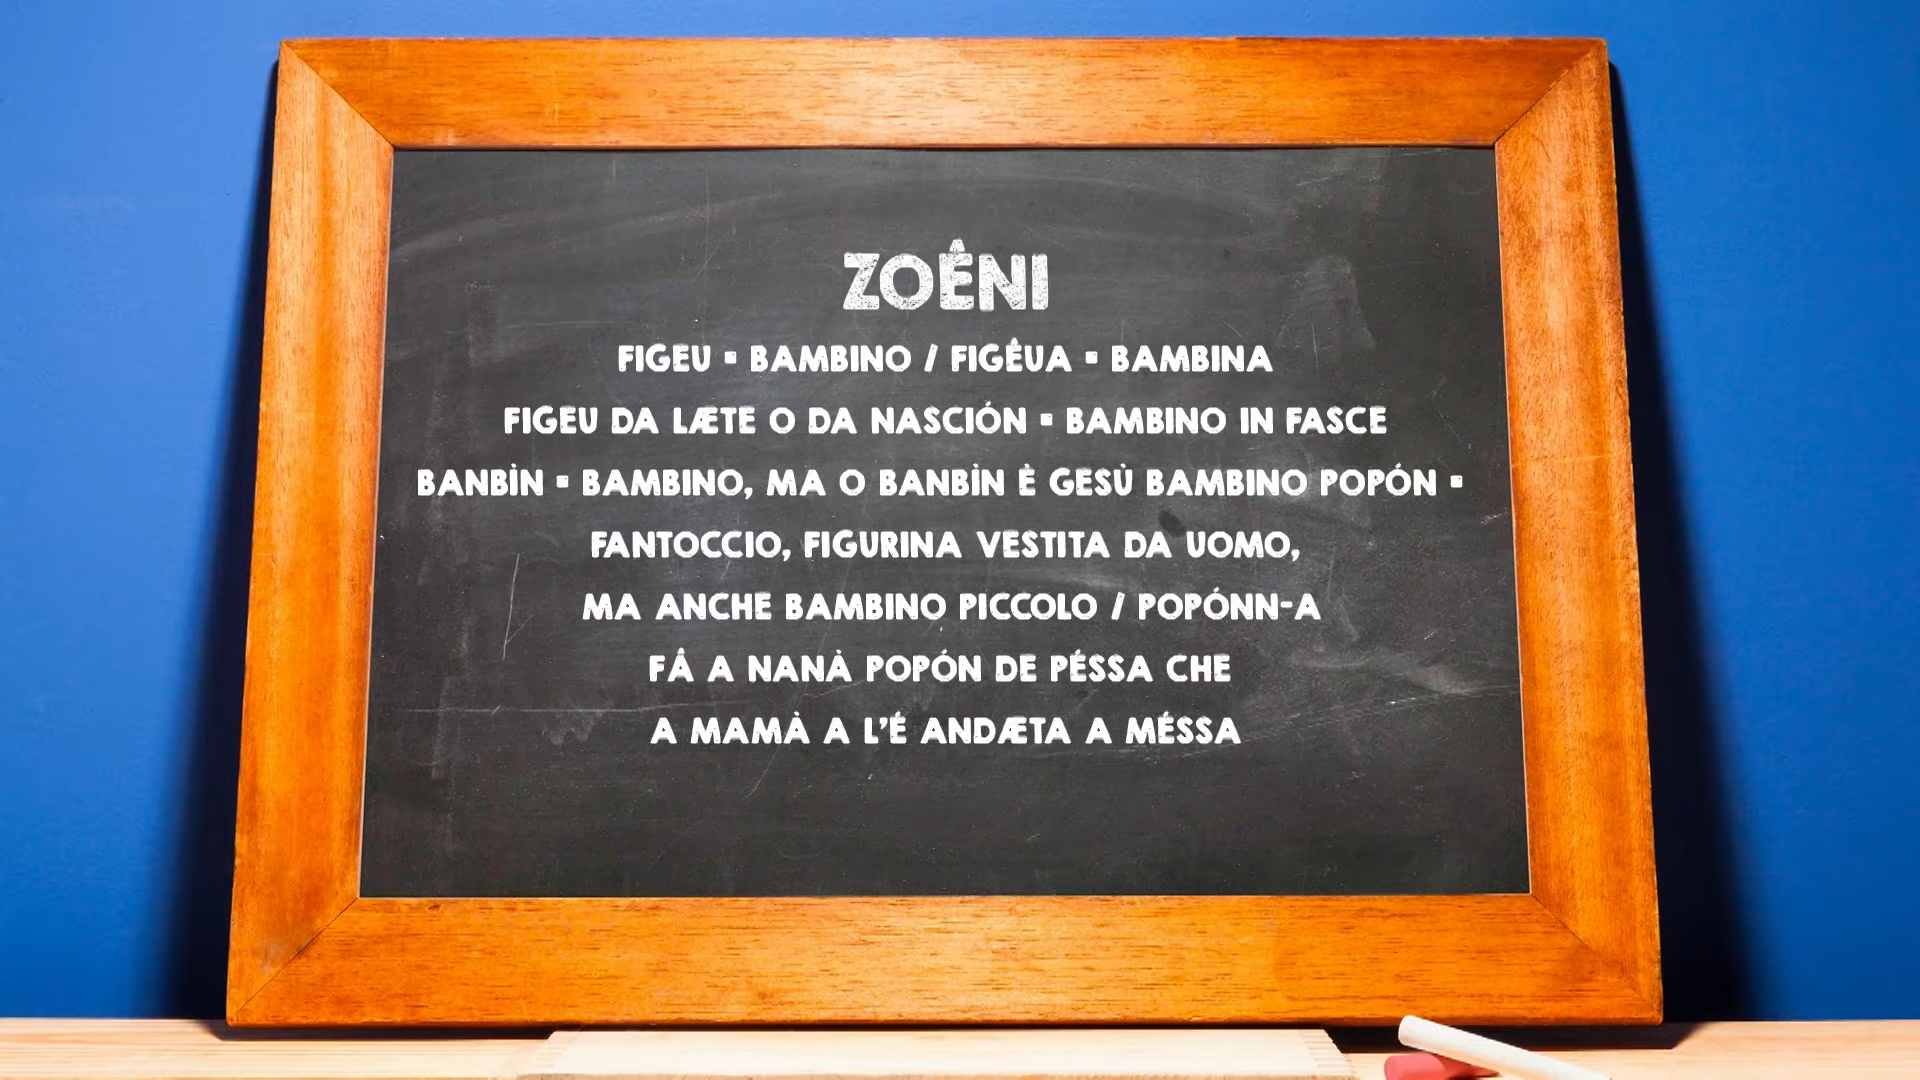 ZOÊNI
FIGEU = BAMBINO / FIGÊUA = BAMBINA
FIGEU DA LÆTE O DA NASCIÓN = BAMBINO IN FASCE
BANBÌN = BAMBINO, MA O BANBÌN È GESÙ BAMBINO POPÓN =
FANTOCCIO, FIGURINA VESTITA DA UOMO,
MA ANCHE BAMBINO PICCOLO / POPÓNN-A
FÂ A NANÀ POPÓN DE PÉSSA CHE
A MAMÀ A L'É ANDÆTA A MÉSSA